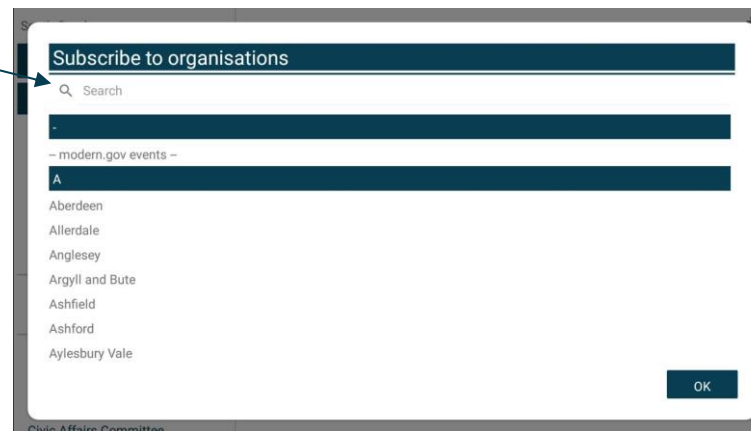 Subscribe to organisations
Search
-
– modern.gov events –
A
Aberdeen
Allerdale
Anglesey
Argyll and Bute
Ashfield
Ashford
Aylesbury Vale
OK
Civic Affairs Committee